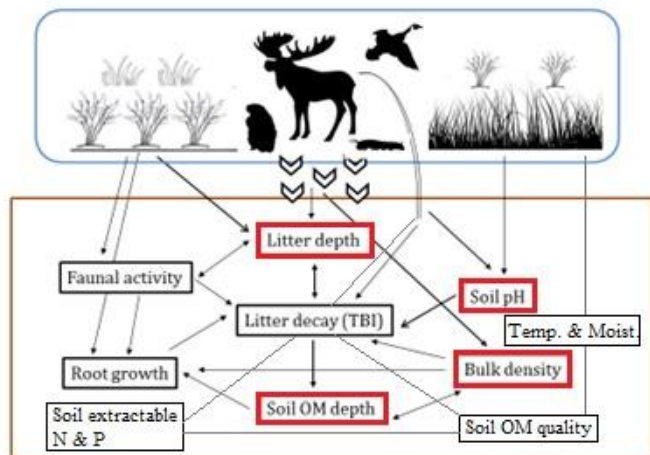 Litter depth
Faunal activity
Soil pH
Litter decay (TBI)
Temp. & Moist.
Root growth
Bulk density
Soil OM depth
Soil extractable
N & P
Soil OM quality